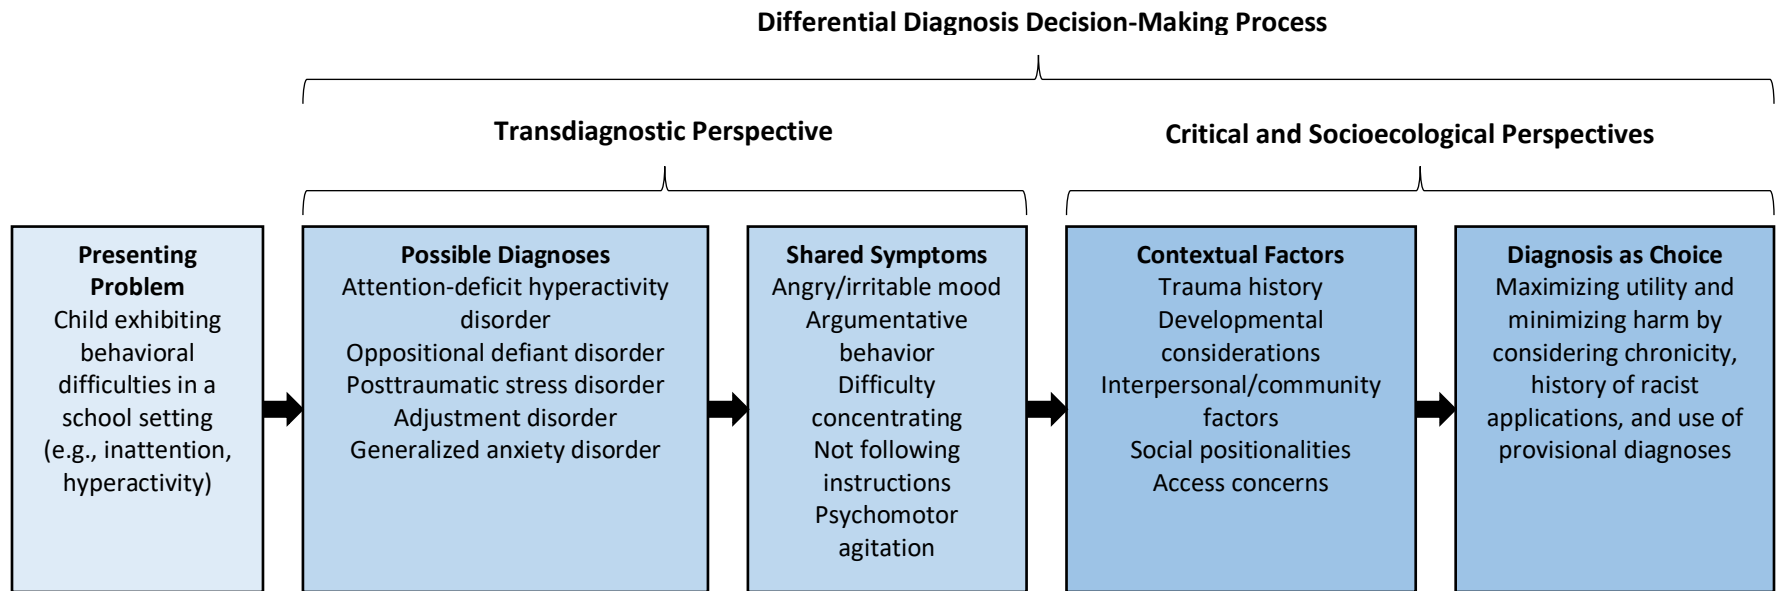 Differential Diagnosis Decision-Making Process
Transdiagnostic Perspective
Critical and Socioecological Perspectives
Presenting
Problem
Child exhibiting
behavioral
difficulties in a
school setting
(e.g., inattention,
hyperactivity)
Possible Diagnoses
Attention-deficit hyperactivity
disorder
Oppositional defiant disorder
Posttraumatic stress disorder
Adjustment disorder
Generalized anxiety disorder
Shared Symptoms
Angry/irritable mood
Argumentative
behavior
Difficulty
concentrating
Not following
instructions
Psychomotor
agitation
Contextual Factors
Trauma history
Developmental
considerations
Interpersonal/community
factors
Social positionalities
Access concerns
Diagnosis as Choice
Maximizing utility and
minimizing harm by
considering chronicity,
history of racist
applications, and use of
provisional diagnoses